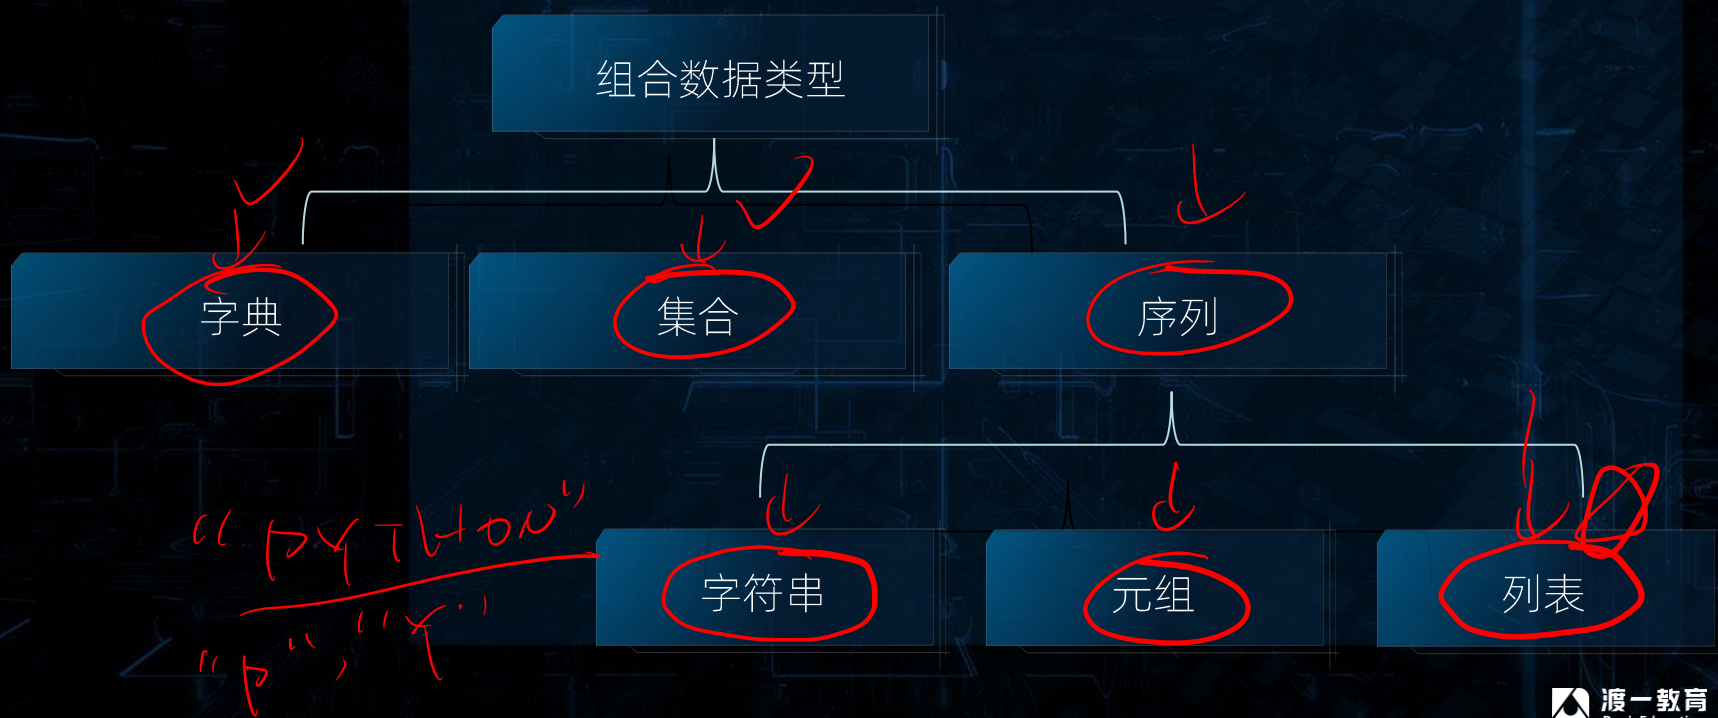 组合数据类型
字典
集合
序列
"PYTHON"
字符串
元组
列表
"P", "Y"
渡一教育